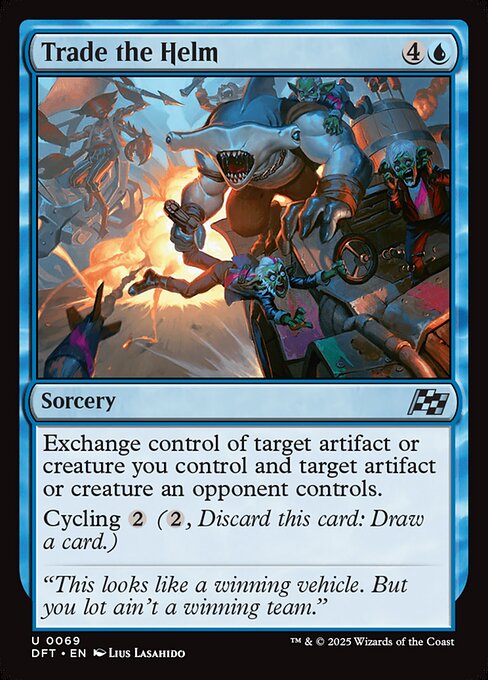 Trade the Helm 4
Sorcery
Exchange control of target artifact or
creature you control and target artifact
or creature an opponent controls.
Cycling 2 (2, Discard this card: Draw
a card.)
“This looks like a winning vehicle. But
you lot ain’t a winning team.”
U 0069
DFT • EN Lius Lasahido
™ & © 2025 Wizards of the Coast